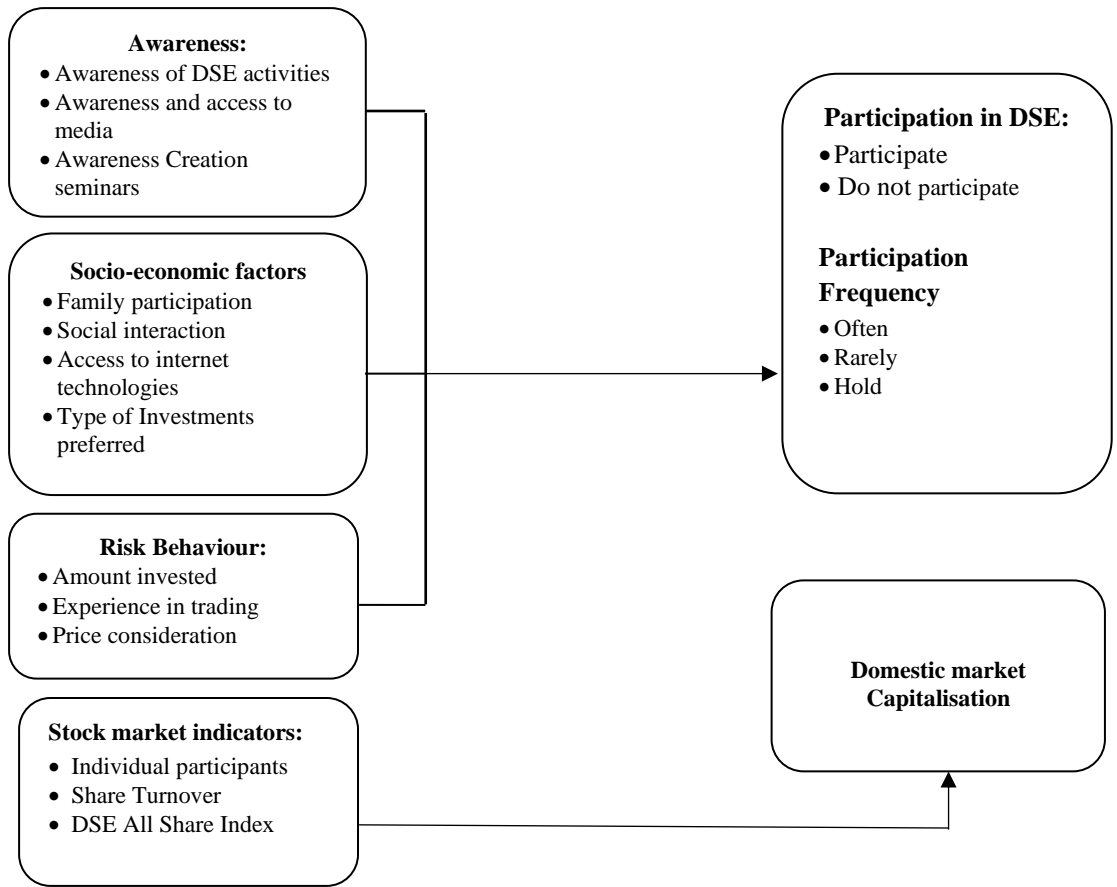 Awareness:
• Awareness of DSE activities
• Awareness and access to
media
• Awareness Creation
seminars
Socio-economic factors
• Family participation
• Social interaction
• Access to internet
technologies
• Type of Investments
preferred
Risk Behaviour:
• Amount invested
• Experience in trading
• Price consideration
Stock market indicators:
• Individual participants
• Share Turnover
• DSE All Share Index
Participation in DSE:
• Participate
• Do not participate
Participation
Frequency
• Often
• Rarely
• Hold
Domestic market
Capitalisation